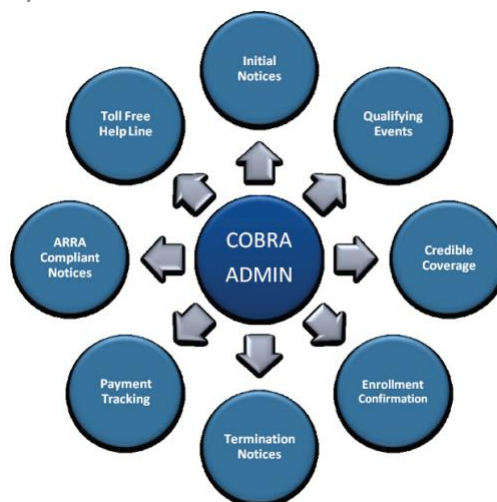 Initial
Notices
Qualifying
Events
Credible
Coverage
Enrollment
Confirmation
Termination
Notices
Payment
Tracking
ARRA
Compliant
Notices
Toll Free
Help Line
COBRA
ADMIN